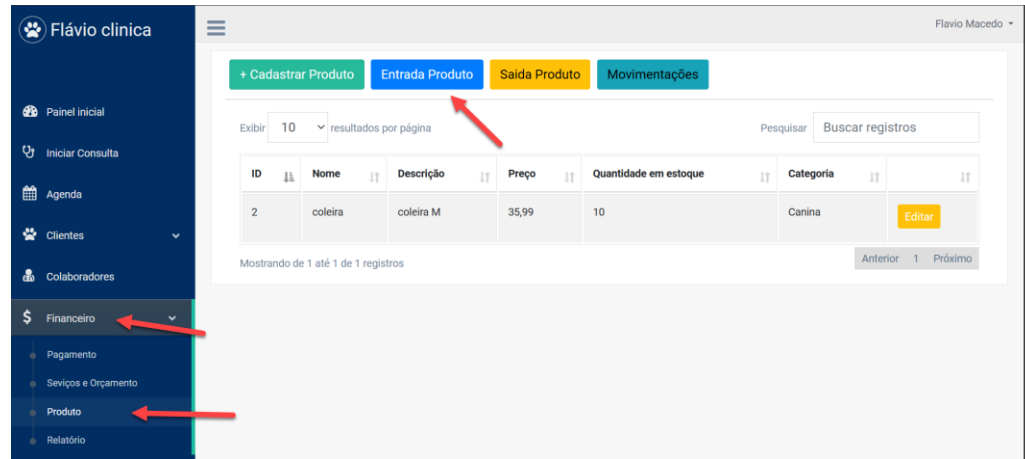 Flávio clinica
Flavio Macedo
Painel inicial
Iniciar Consulta
Agenda
Clientes
Colaboradores
Financeiro
Pagamento
Seviços e Orçamento
Produto
Relatório
+ Cadastrar Produto Entrada Produto Saida Produto Movimentações
Exibir 10 resultados por página Pesquisar Buscar registros
ID Nome Descrição Preço Quantidade em estoque Categoria
2 coleira coleira M 35,99 10 Canina Editar
Mostrando de 1 até 1 de 1 registros Anterior 1 Próximo